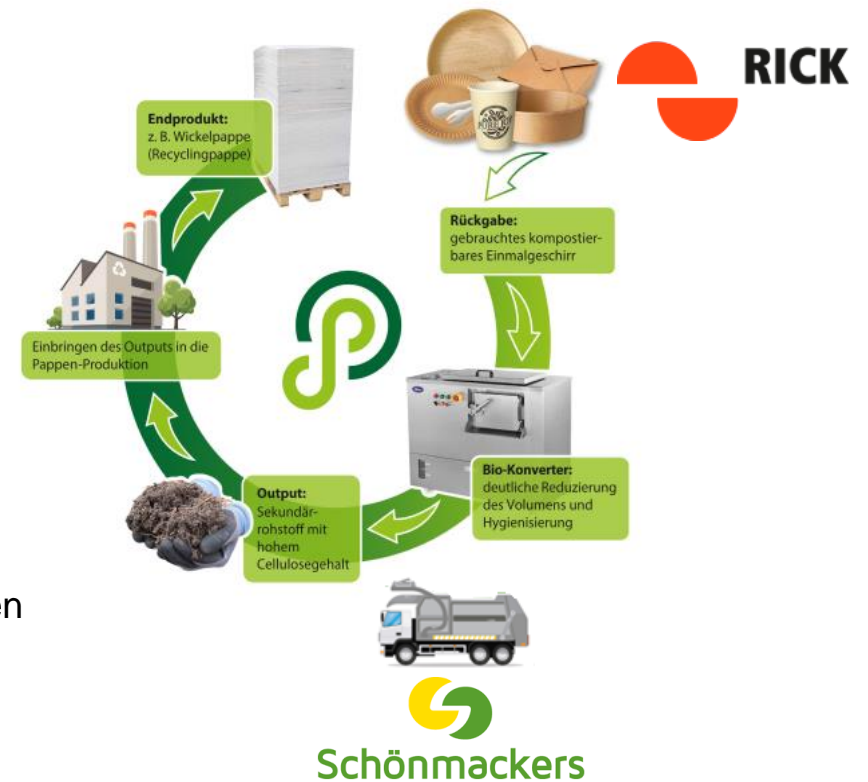 RICK
Endprodukt:
z. B. Wickelpappe
(Recyclingpappe)
Rückgabe:
gebrauchtes kompostier-
bares Einmalgeschirr
Einbringen des Outputs in die
Pappen-Produktion
Bio-Konverter:
deutliche Reduzierung
des Volumens und
Hygienisierung
Output:
Sekundär-
rohstoff mit
hohem
Cellulosegehalt
en
Schönmackers